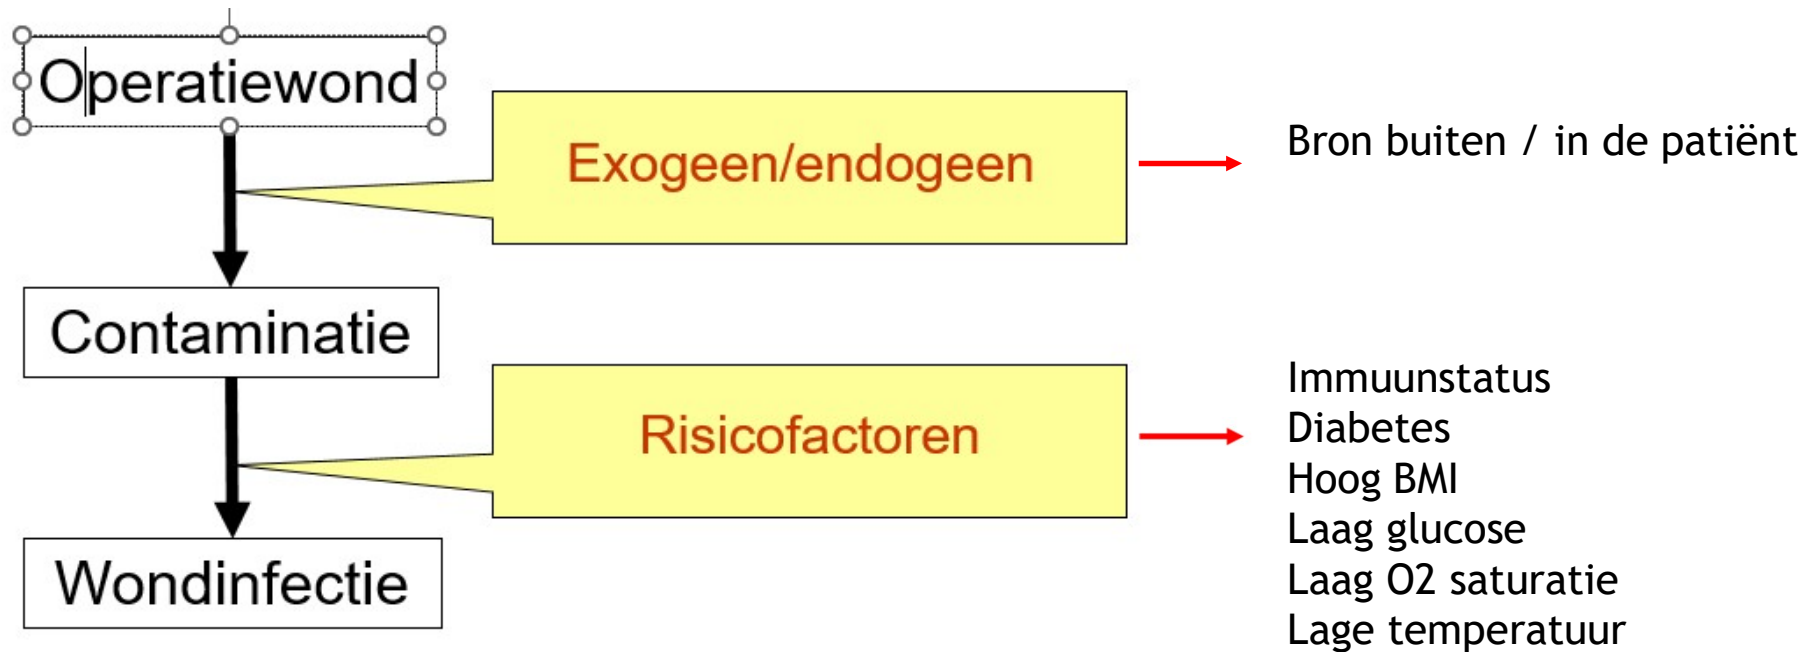 Operatiewond
Exogeen/endogeen
Bron buiten / in de patiënt
Contaminatie
Risicofactoren
Immuunstatus
Diabetes
Hoog BMI
Laag glucose
Laag O2 saturatie
Lage temperatuur
Wondinfectie